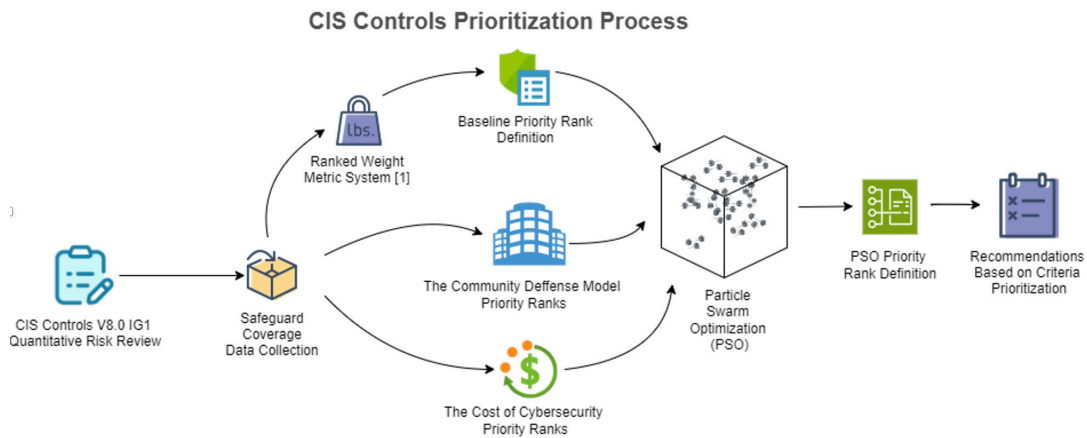 CIS Controls Prioritization Process
lbs.
Ranked Weight
Metric System [1]
Baseline Priority Rank
Definition
CIS Controls V8.0 IG1
Quantitative Risk Review
Safeguard
Coverage
Data Collection
The Community Deffense Model
Priority Ranks
$
The Cost of Cybersecurity
Priority Ranks
Particle
Swarm
Optimization
(PSO)
PSO Priority
Rank Definition
Recommendations
Based on Criteria
Prioritization